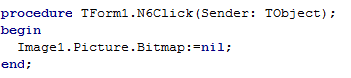 procedure TForm1.N6Click(Sender: TObject);
begin
  Image1.Picture.Bitmap:=nil;
end;